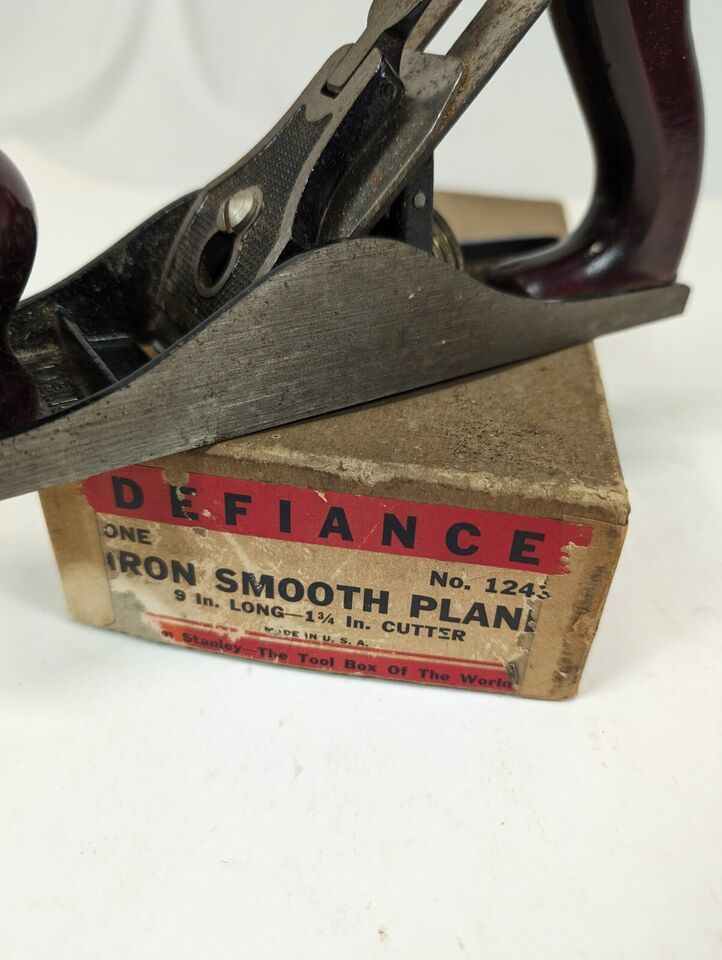 DEFIANCE
ONE
No. 1243
IRON SMOOTH PLANE
9 In. LONG—1¾ In. CUTTER
MADE IN U. S. A.
Stanley—The Tool Box Of The World